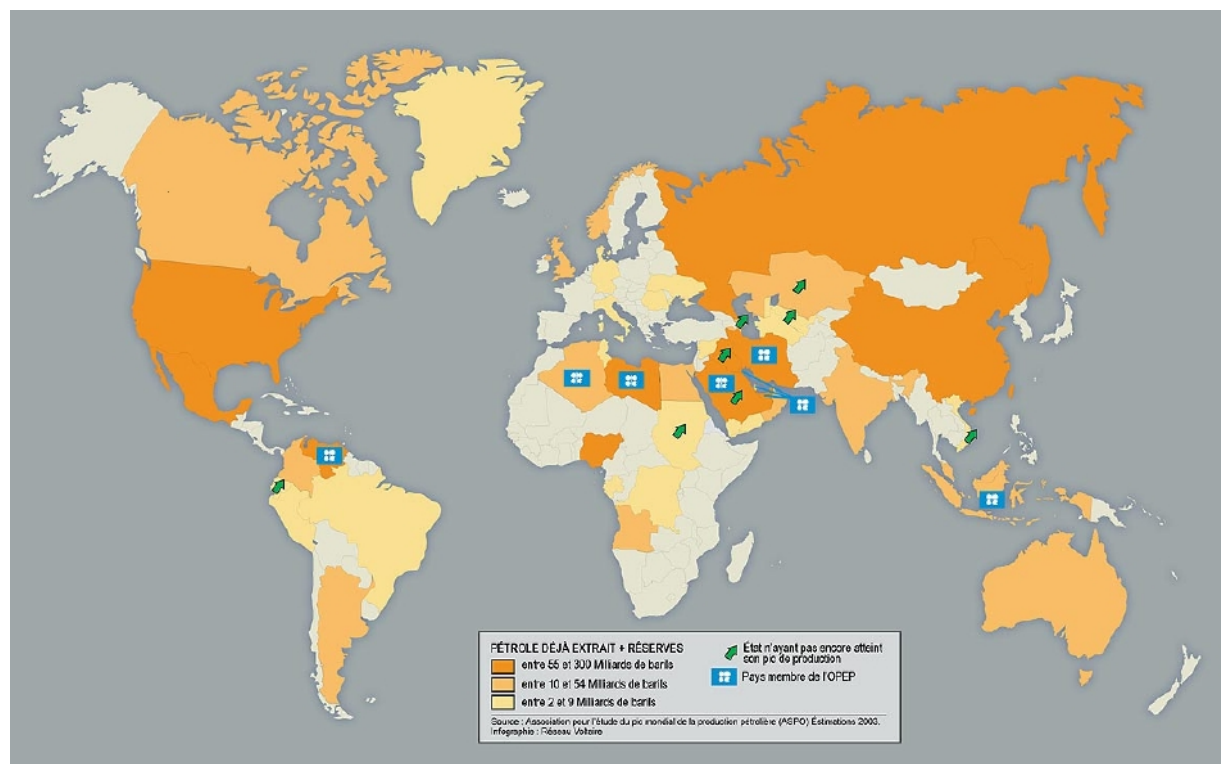 PÉTROLE DÉJÀ EXTRAIT + RÉSERVES
entre 55 et 300 Milliards de barils
entre 10 et 54 Milliards de barils
entre 2 et 9 Milliards de barils
État n'ayant pas encore atteint
son pic de production
Pays membre de l'OPEP
Source : Association pour l'étude du pic mondial de la production pétrolière (ASPO) Éstimations 2003.
Infographie : Réseau Voltaire